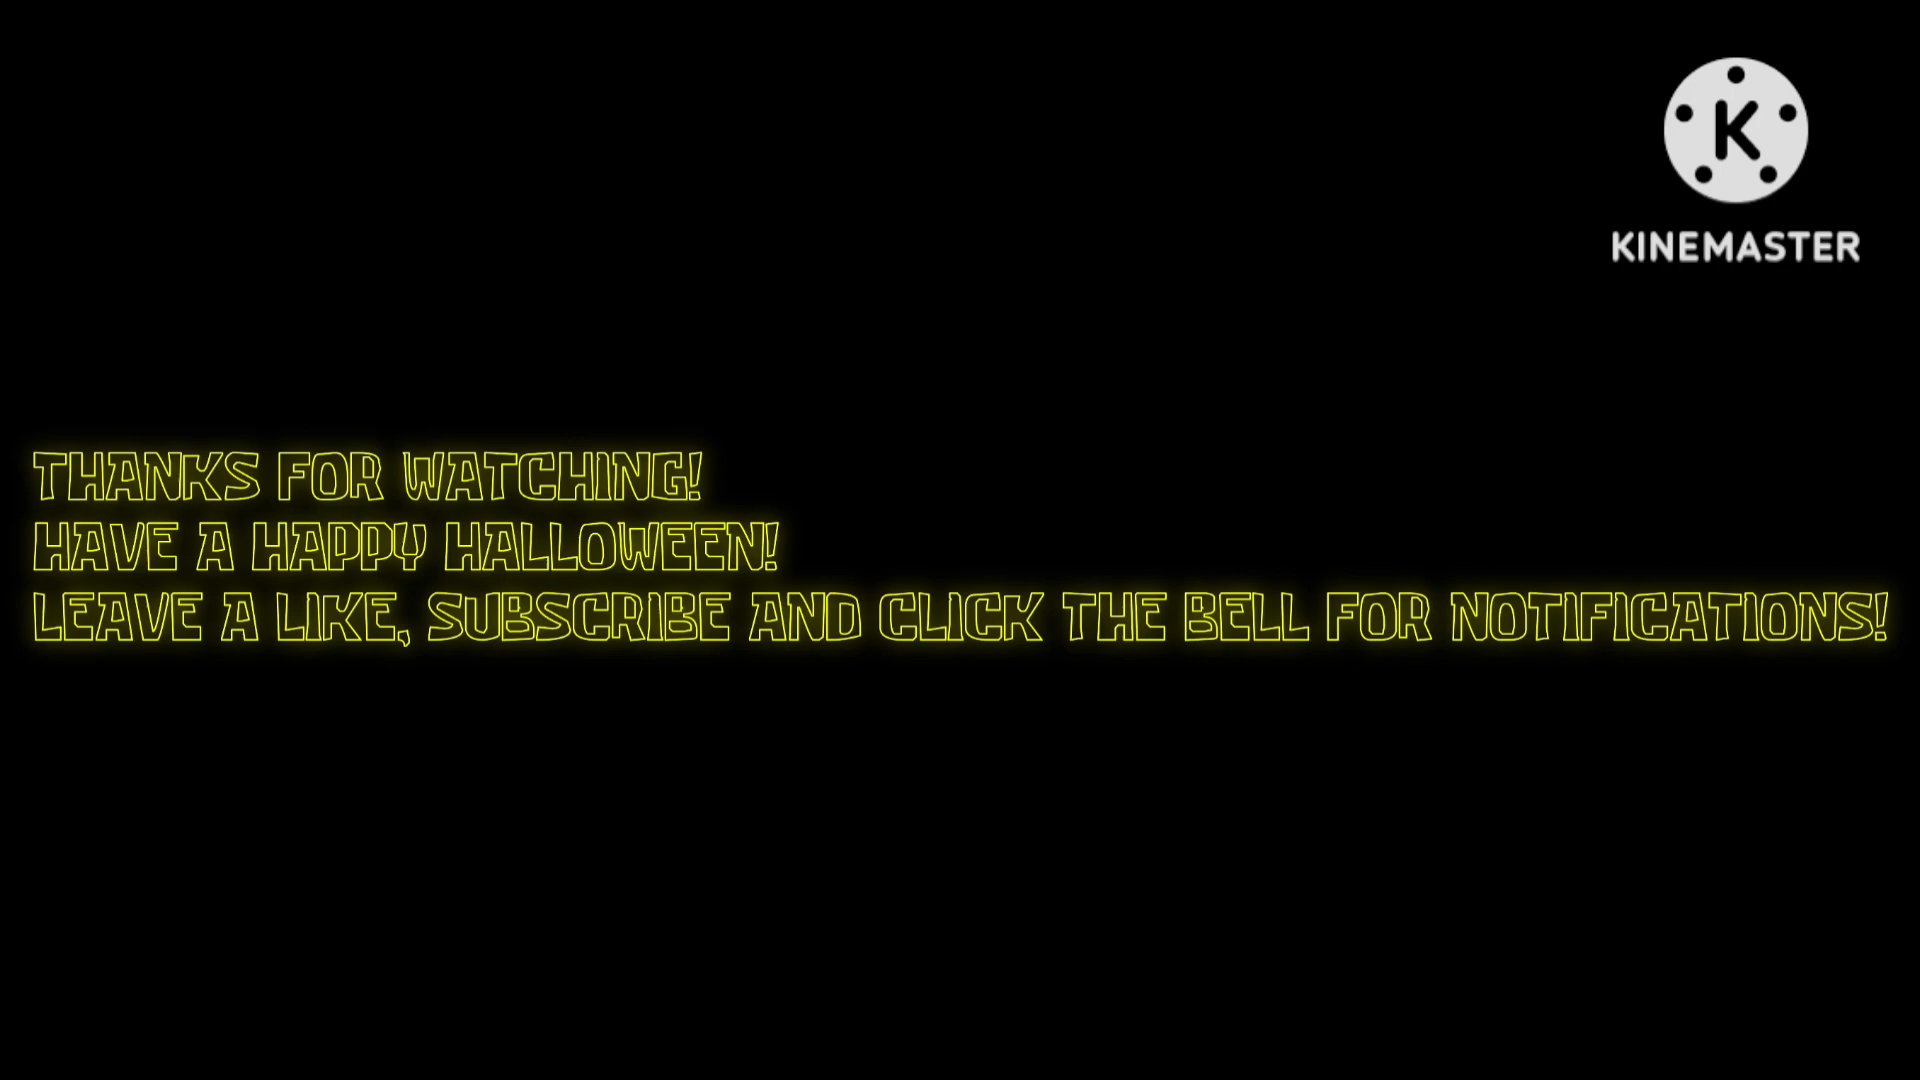 K
KINEMASTER
THANKS FOR WATCHING!
HAVE A HAPPY HALLOWEEN!
LEAVE A LIKE, SUBSCRIBE AND CLICK THE BELL FOR NOTIFICATIONS!